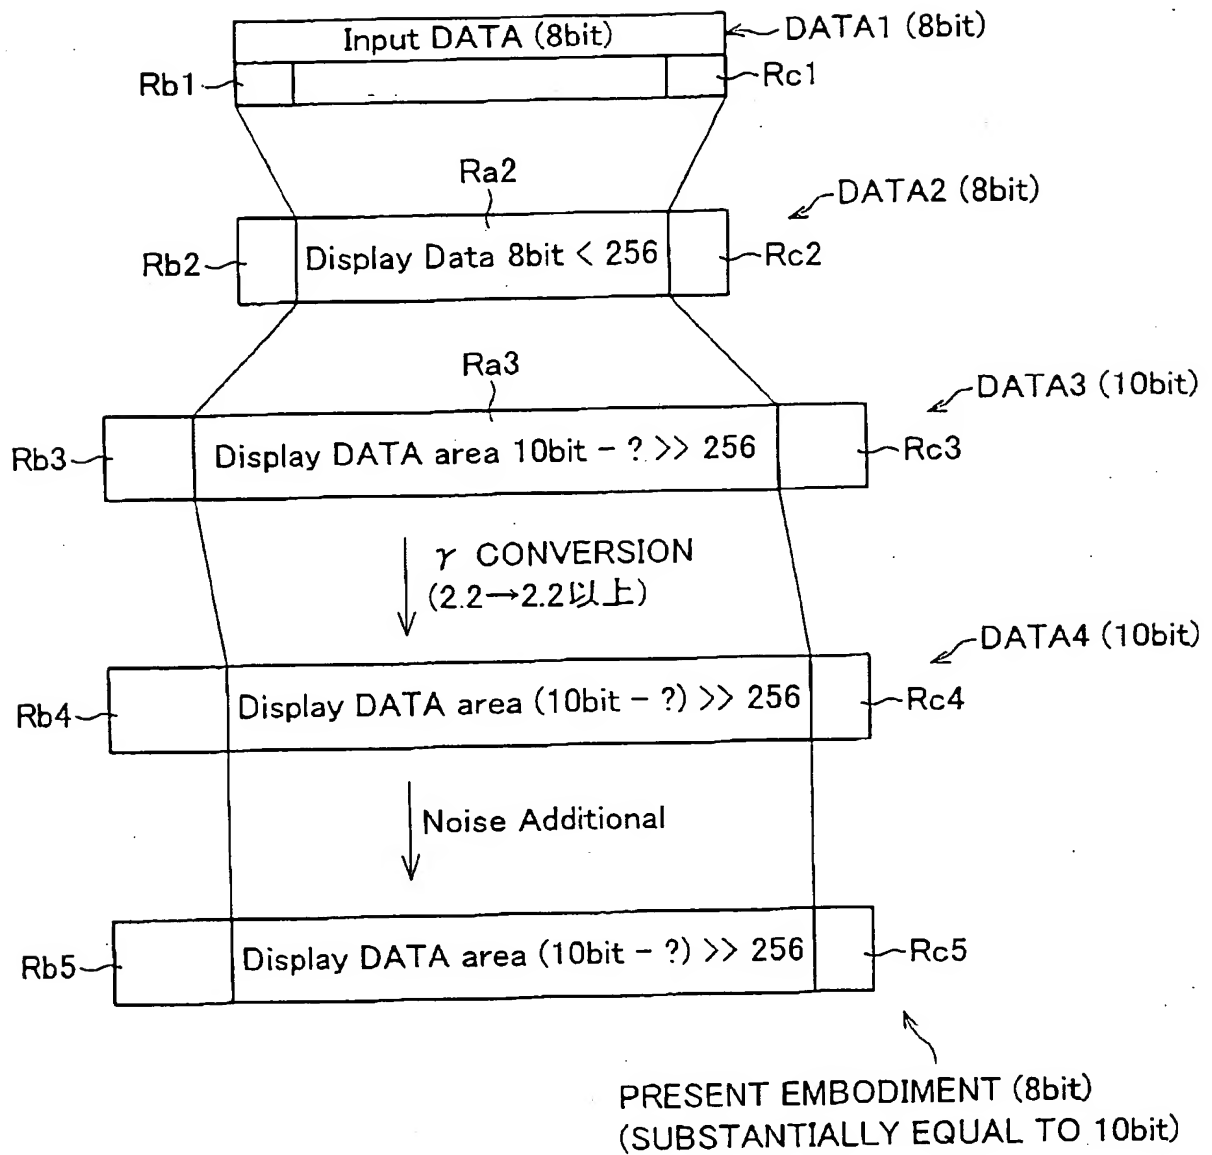 Input DATA (8bit)
DATA1 (8bit)
Rb1
Rc1
Ra2
DATA2 (8bit)
Rb2
Display Data 8bit < 256
Rc2
Ra3
DATA3 (10bit)
Rb3
Display DATA area 10bit − ? >> 256
Rc3
γ CONVERSION
(2.2→2.2以上)
DATA4 (10bit)
Rb4
Display DATA area (10bit − ?) >> 256
Rc4
Noise Additional
Rb5
Display DATA area (10bit − ?) >> 256
Rc5
PRESENT EMBODIMENT (8bit)
(SUBSTANTIALLY EQUAL TO 10bit)